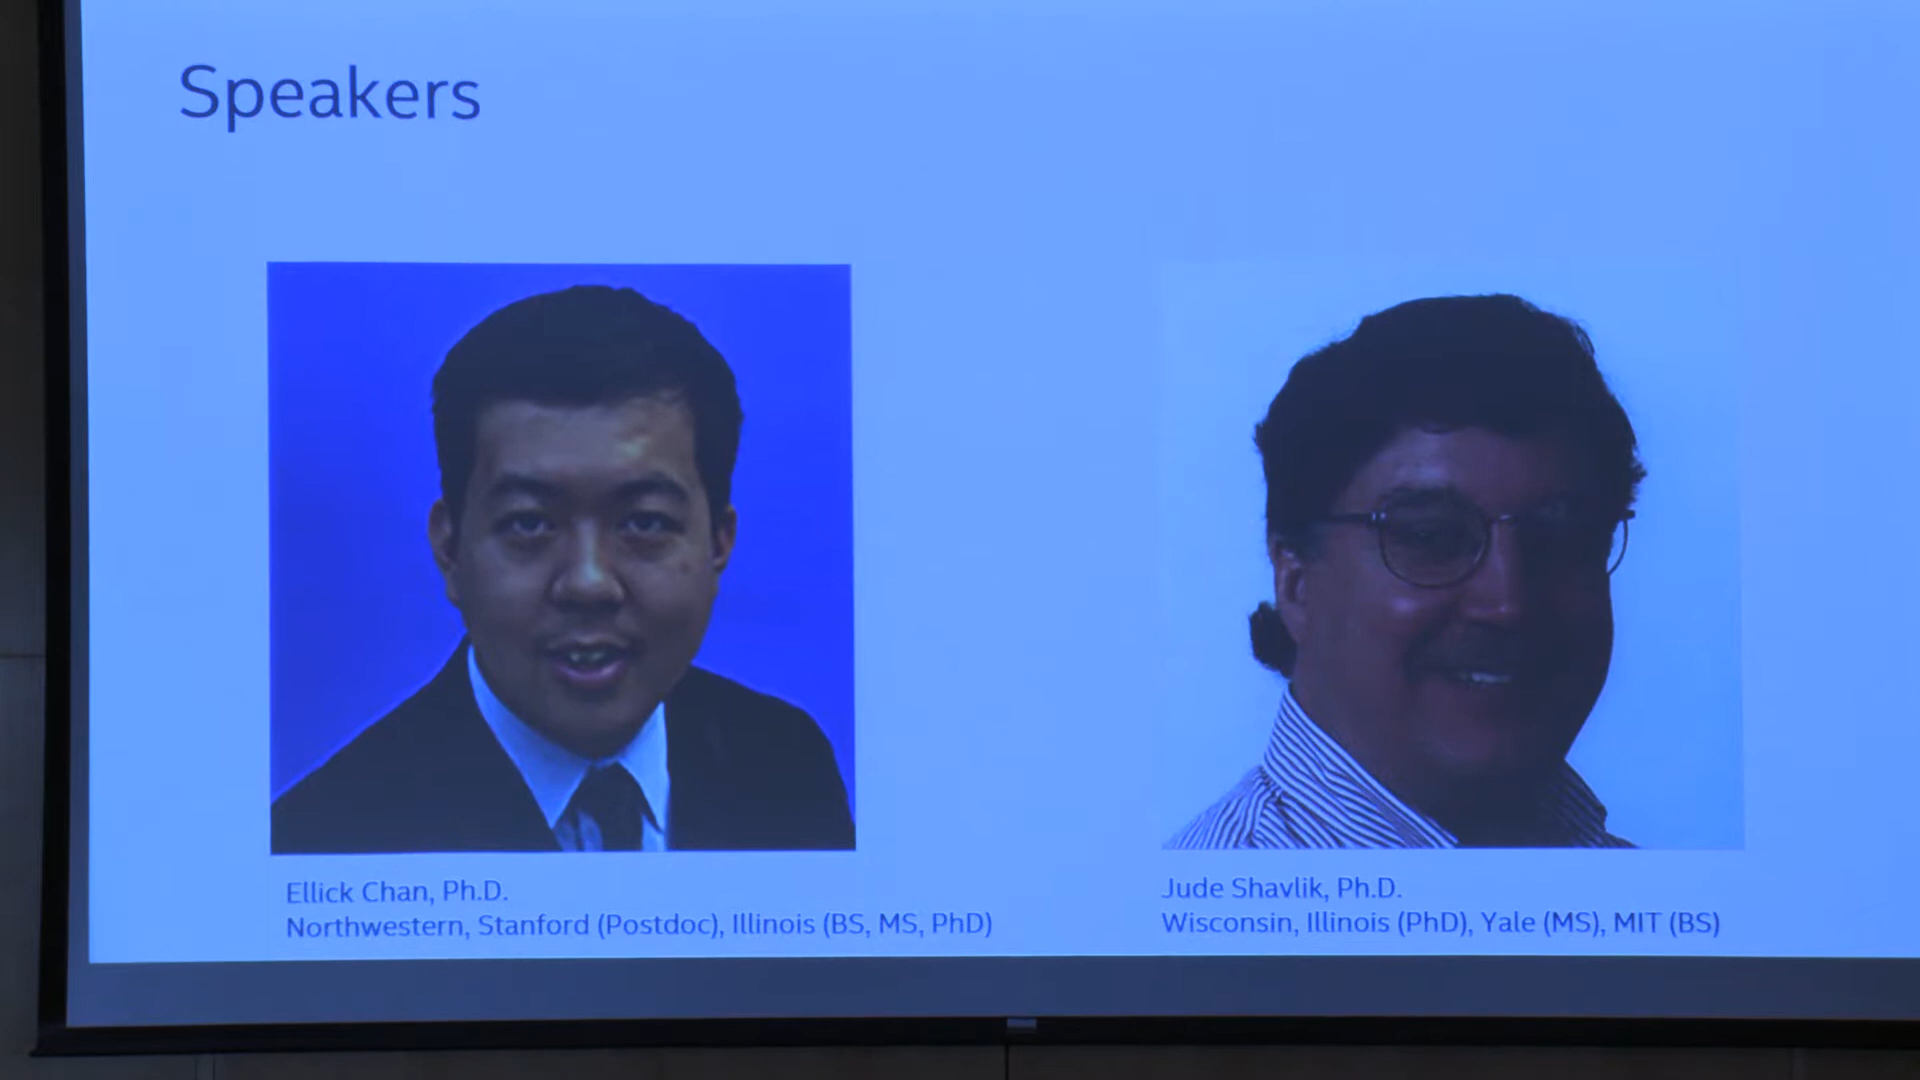 Speakers
Ellick Chan, Ph.D.
Northwestern, Stanford (Postdoc), Illinois (BS, MS, PhD)
Jude Shavlik, Ph.D.
Wisconsin, Illinois (PhD), Yale (MS), MIT (BS)